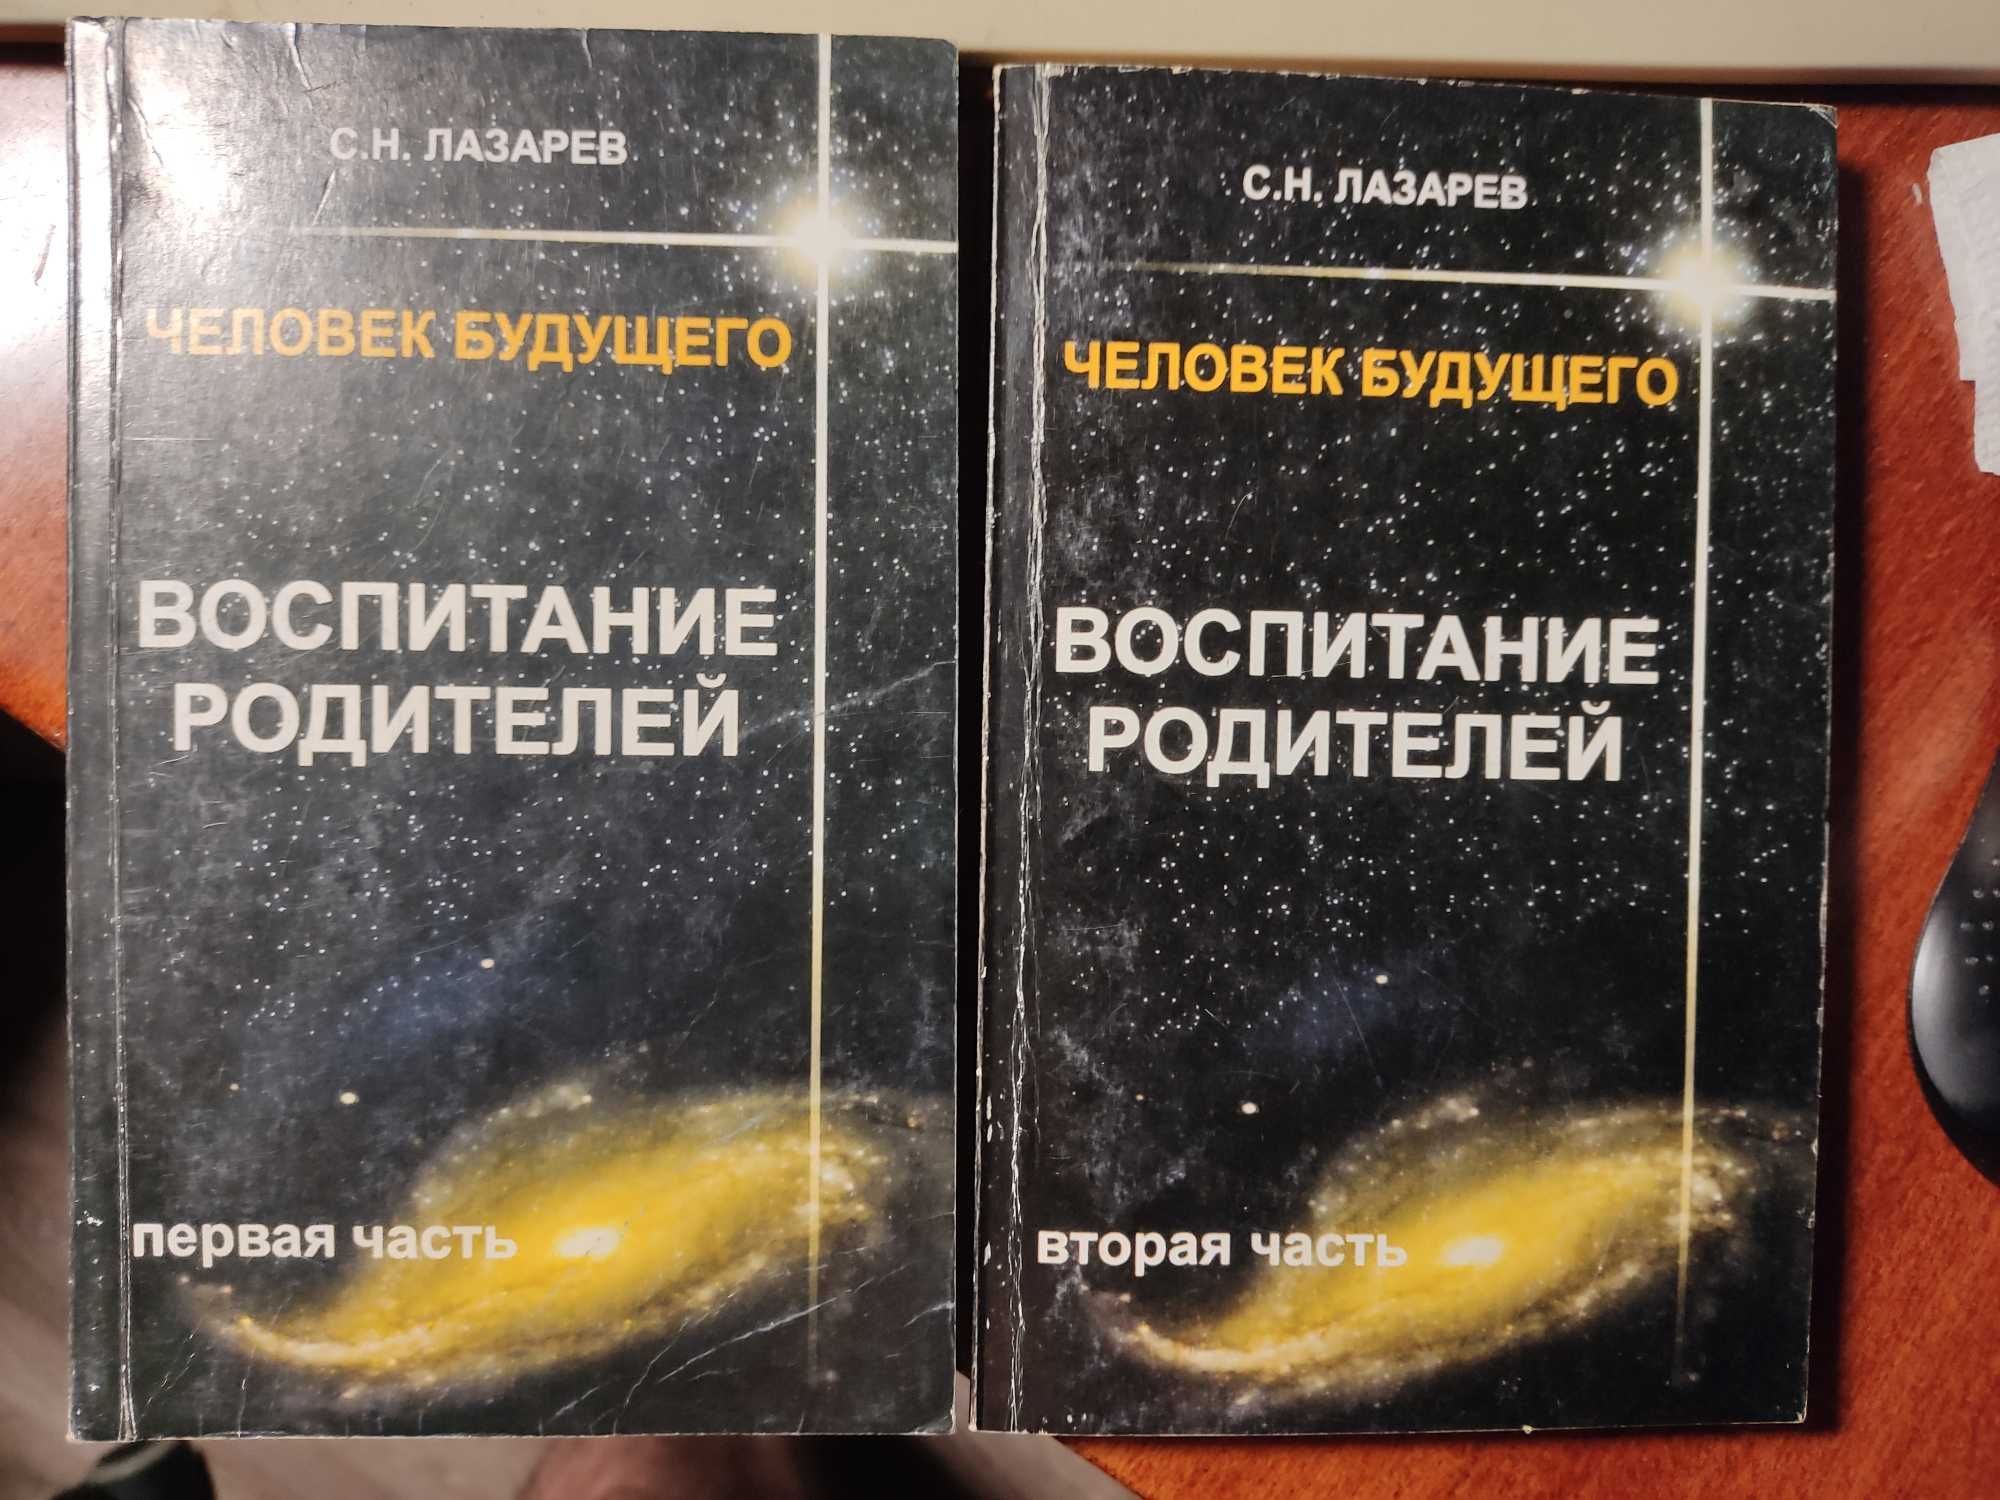 С.Н. ЛАЗАРЕВ
ЧЕЛОВЕК БУДУЩЕГО
ВОСПИТАНИЕ
РОДИТЕЛЕЙ
первая часть
С.Н. ЛАЗАРЕВ
ЧЕЛОВЕК БУДУЩЕГО
ВОСПИТАНИЕ
РОДИТЕЛЕЙ
вторая часть